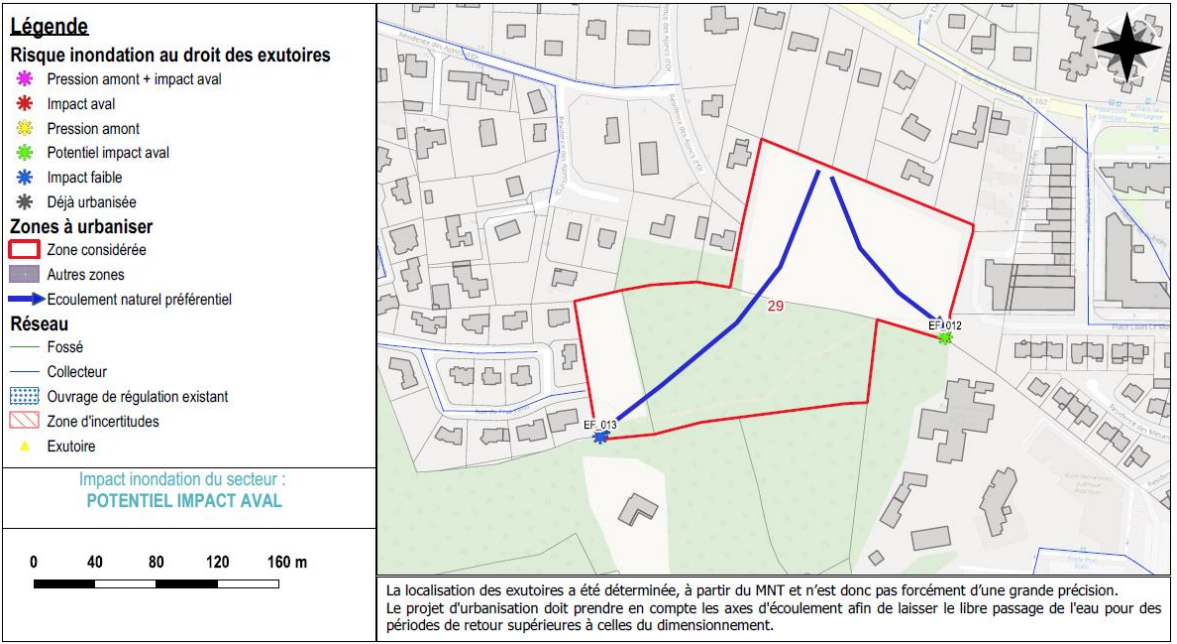 Légende
Risque inondation au droit des exutoires
Pression amont + impact aval
Impact aval
Pression amont
Potentiel impact aval
Impact faible
Déjà urbanisée
Zones à urbaniser
Zone considérée
Autres zones
Ecoulement naturel préférentiel
Réseau
Fossé
Collecteur
Ouvrage de régulation existant
Zone d'incertitudes
Exutoire
Impact inondation du secteur :
POTENTIEL IMPACT AVAL
0 40 80 120 160 m
29
EF_012
EF_013
La localisation des exutoires a été déterminée, à partir du MNT et n'est donc pas forcément d'une grande précision.
Le projet d'urbanisation doit prendre en compte les axes d'écoulement afin de laisser le libre passage de l'eau pour des
périodes de retour supérieures à celles du dimensionnement.